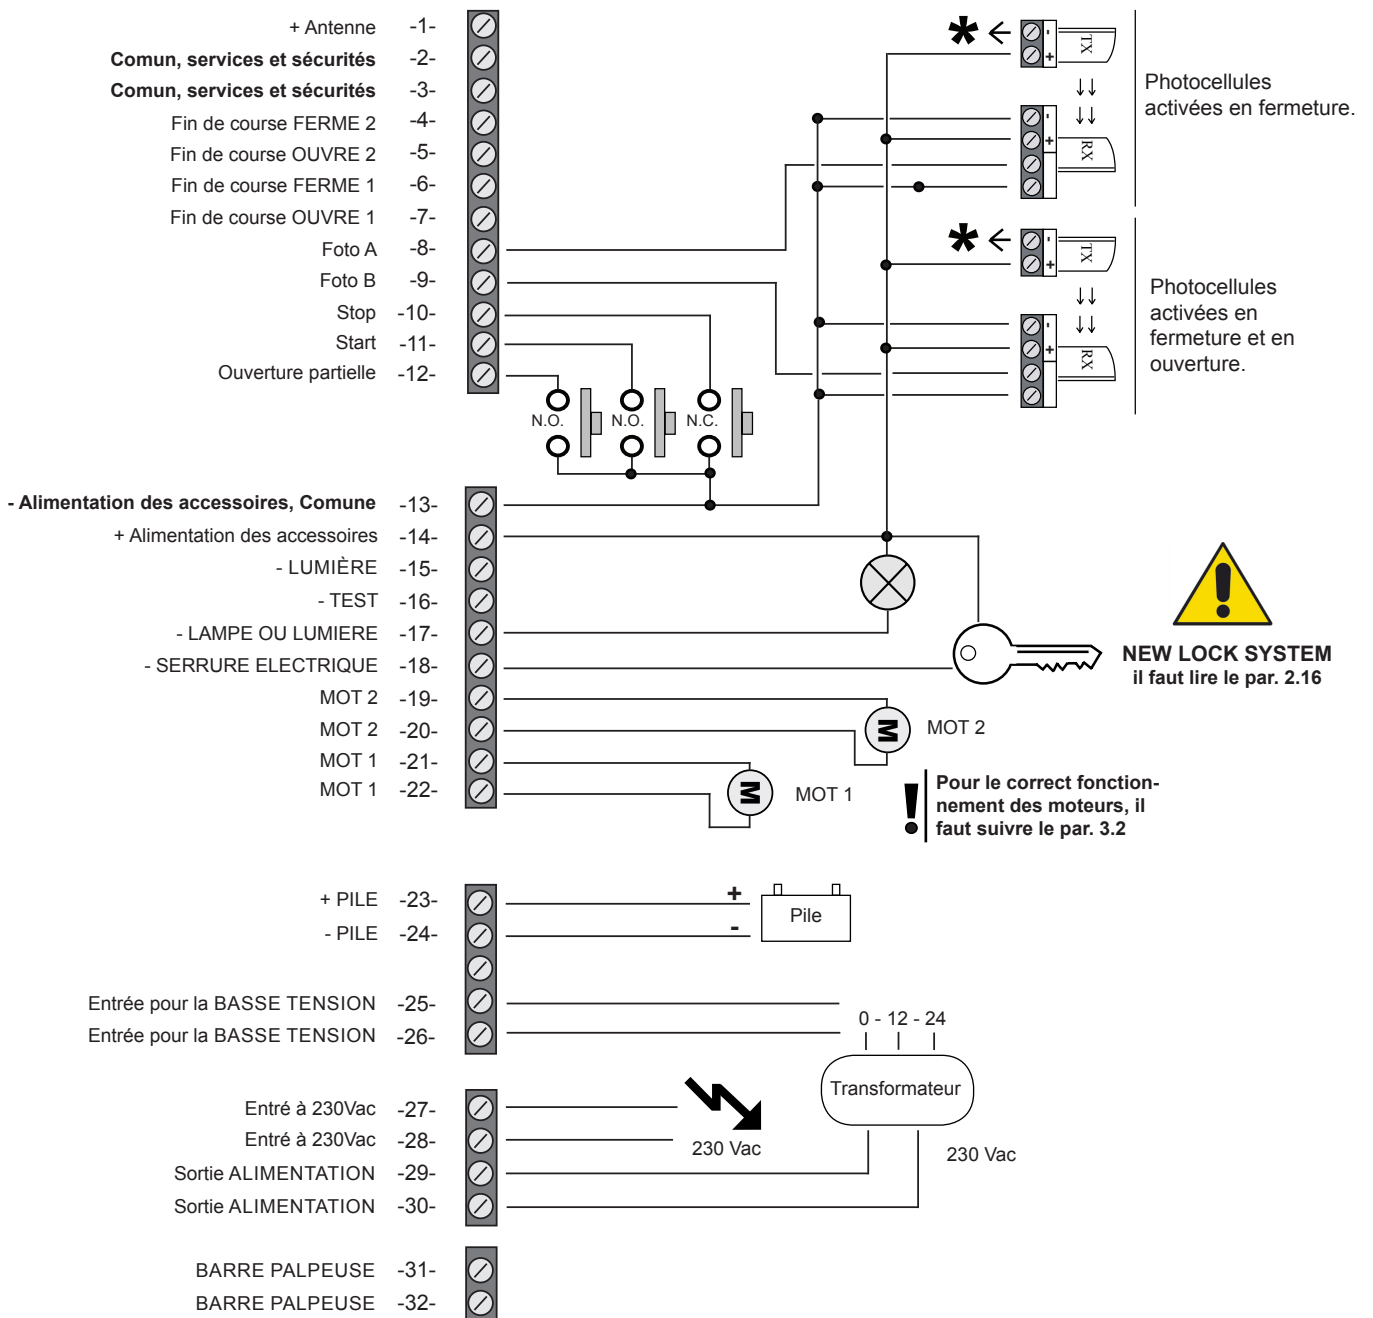 + Antenne -1-
Comun, services et sécurités -2-
Comun, services et sécurités -3-
Fin de course FERME 2 -4-
Fin de course OUVRE 2 -5-
Fin de course FERME 1 -6-
Fin de course OUVRE 1 -7-
Foto A -8-
Foto B -9-
Stop -10-
Start -11-
Ouverture partielle -12-
N.O. N.O. N.C.
* - + TX
- + RX
Photocellules
activées en fermeture.
* - + TX
- + RX
Photocellules
activées en
fermeture et en
ouverture.
- Alimentation des accessoires, Comune -13-
+ Alimentation des accessoires -14-
- LUMIÈRE -15-
- TEST -16-
- LAMPE OU LUMIERE -17-
- SERRURE ELECTRIQUE -18-
MOT 2 -19-
MOT 2 -20-
MOT 1 -21-
MOT 1 -22-
NEW LOCK SYSTEM
il faut lire le par. 2.16
M MOT 2
M MOT 1
! Pour le correct fonction-
nement des moteurs, il
faut suivre le par. 3.2
+ PILE -23-
- PILE -24-
+
-
Pile
Entrée pour la BASSE TENSION -25-
Entrée pour la BASSE TENSION -26-
0 - 12 - 24
Transformateur
Entré à 230Vac -27-
Entré à 230Vac -28-
Sortie ALIMENTATION -29-
Sortie ALIMENTATION -30-
230 Vac
230 Vac
BARRE PALPEUSE -31-
BARRE PALPEUSE -32-